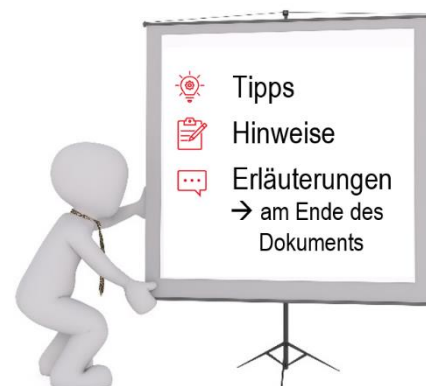 Tipps
Hinweise
Erläuterungen
→ am Ende des
Dokuments